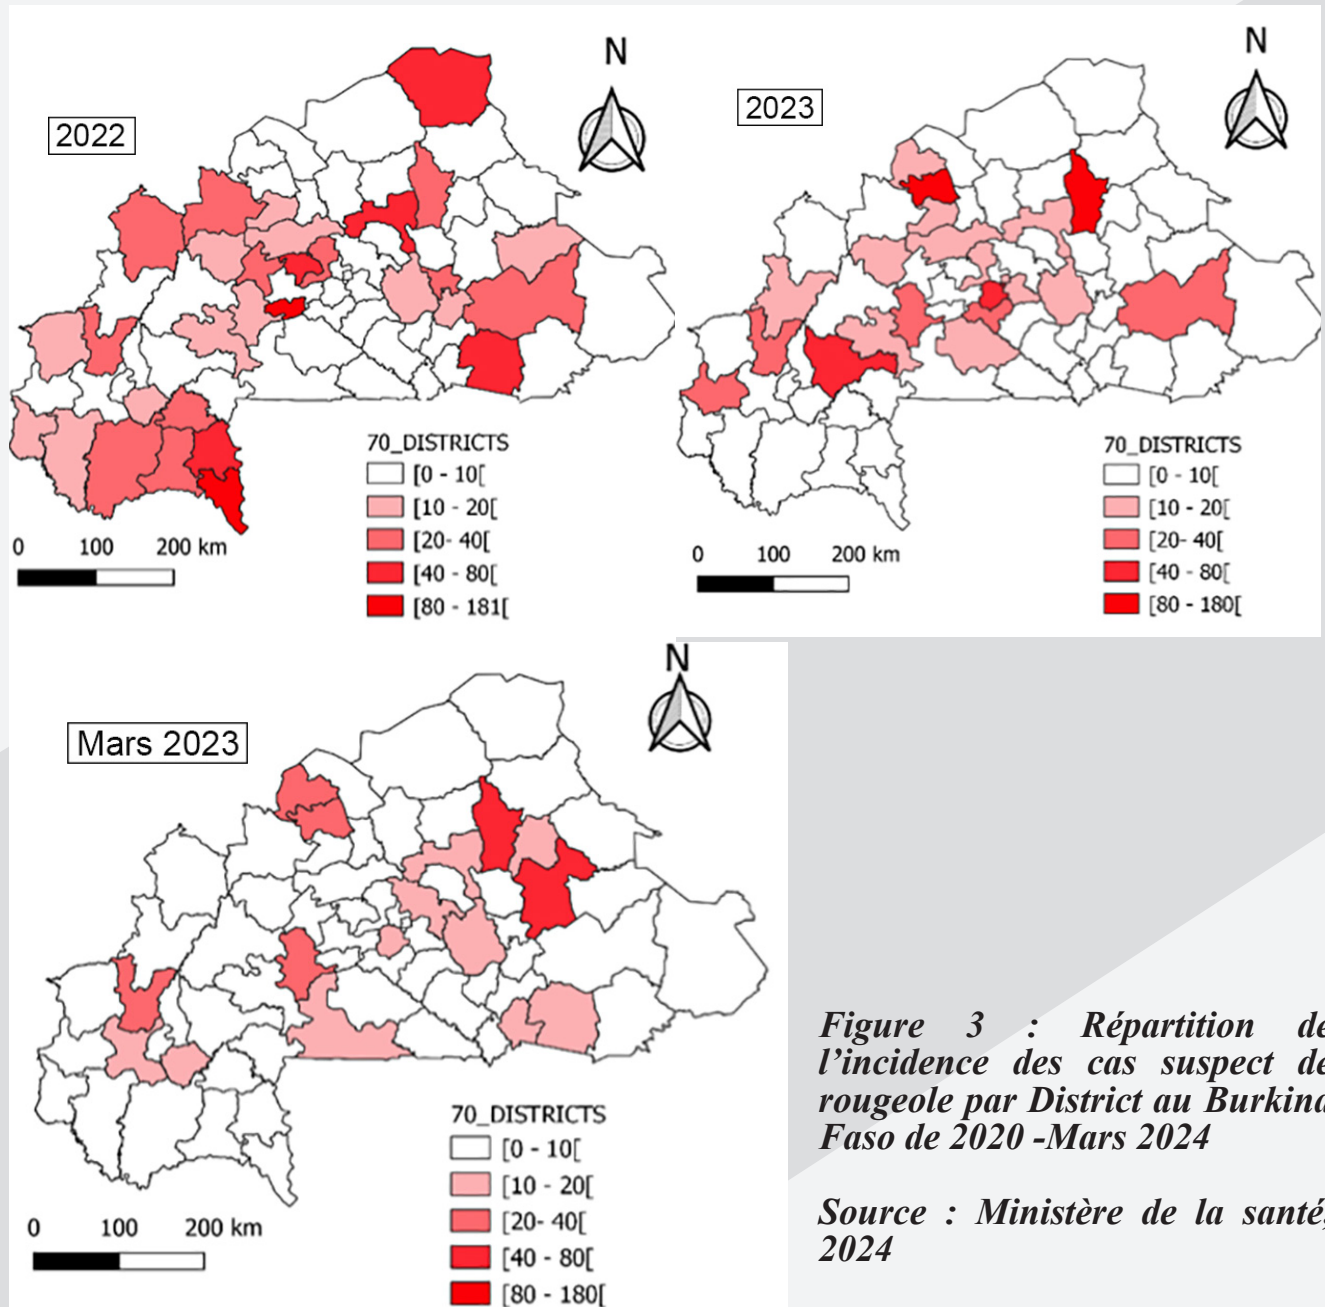 2022
N
70_DISTRICTS
[0 - 10[
[10 - 20[
[20- 40[
[40 - 80[
[80 - 181[
0 100 200 km
2023
N
70_DISTRICTS
[0 - 10[
[10 - 20[
[20- 40[
[40 - 80[
[80 - 180[
0 100 200 km
Mars 2023
N
70_DISTRICTS
[0 - 10[
[10 - 20[
[20- 40[
[40 - 80[
[80 - 180[
0 100 200 km
Figure 3 : Répartition de
l’incidence des cas suspect de
rougeole par District au Burkina
Faso de 2020 -Mars 2024
Source : Ministère de la santé,
2024